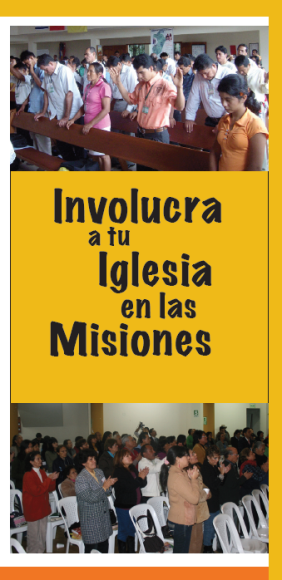 Involucra
a tu
Iglesia
en las
Misiones